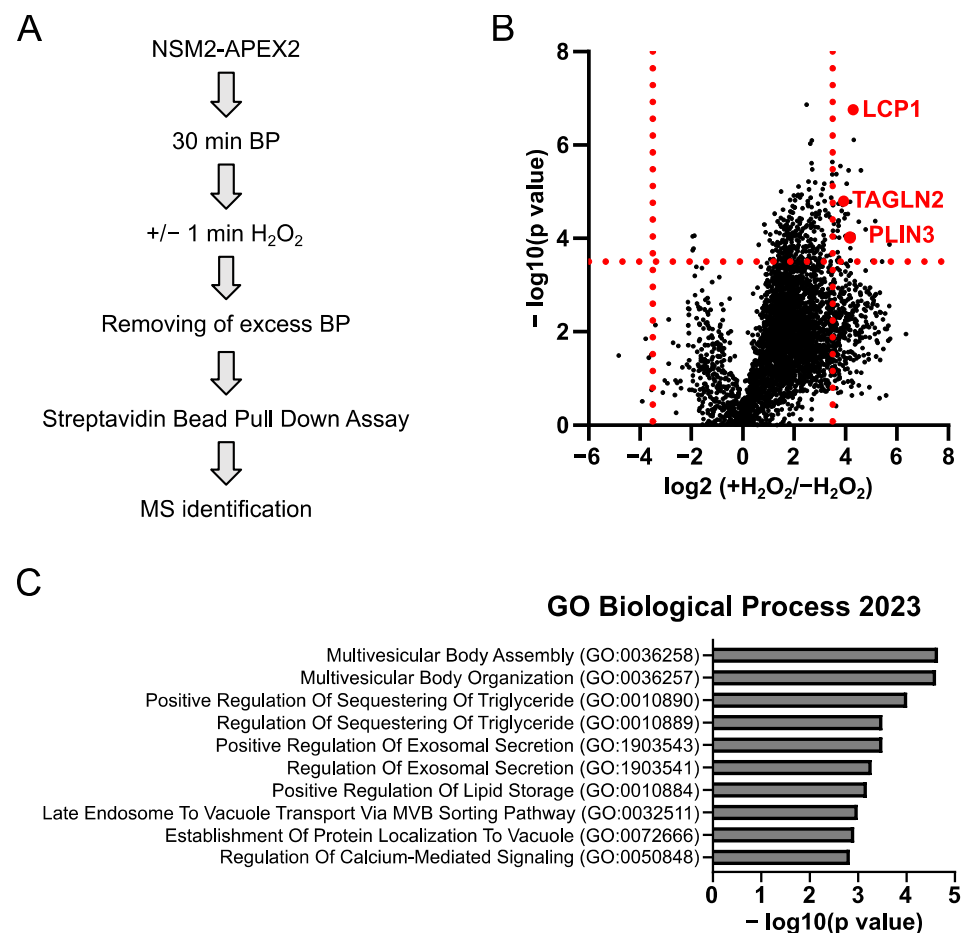 A
NSM2-APEX2
30 min BP
+/− 1 min H₂O₂
Removing of excess BP
Streptavidin Bead Pull Down Assay
MS identification
B
− log10(p value)
8
6
4
2
0
LCP1
TAGLN2
PLIN3
−6 −4 −2 0 2 4 6 8
log2 (+H₂O₂/−H₂O₂)
C
GO Biological Process 2023
Multivesicular Body Assembly (GO:0036258)
Multivesicular Body Organization (GO:0036257)
Positive Regulation Of Sequestering Of Triglyceride (GO:0010890)
Regulation Of Sequestering Of Triglyceride (GO:0010889)
Positive Regulation Of Exosomal Secretion (GO:1903543)
Regulation Of Exosomal Secretion (GO:1903541)
Positive Regulation Of Lipid Storage (GO:0010884)
Late Endosome To Vacuole Transport Via MVB Sorting Pathway (GO:0032511)
Establishment Of Protein Localization To Vacuole (GO:0072666)
Regulation Of Calcium-Mediated Signaling (GO:0050848)
0 1 2 3 4 5
− log10(p value)